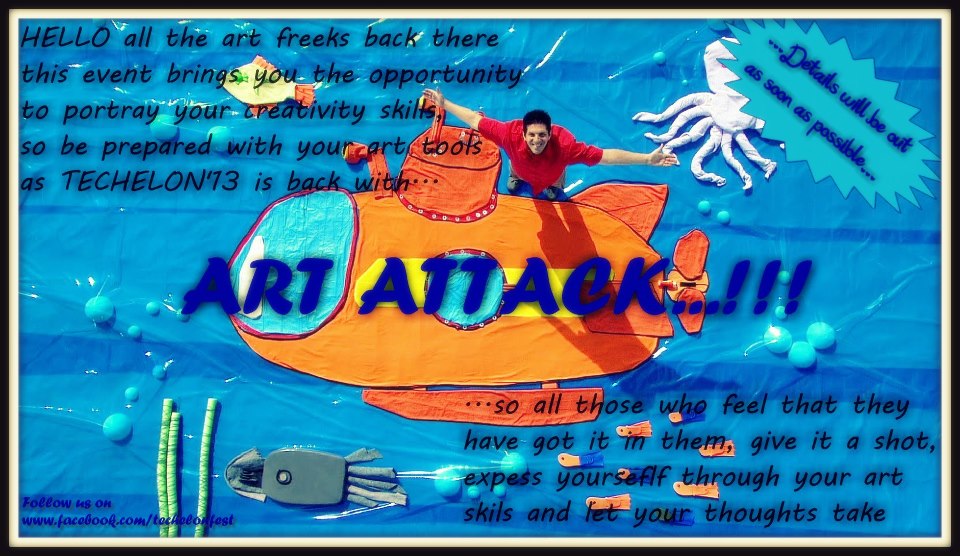 HELLO all the art freeks back there
this event brings you the opportunity
to portray your creativity skills,
so be prepared with your art tools
as TECHELON'13 is back with...
...Details will be out
as soon as possible...
ART ATTACK...!!!
...so all those who feel that they
have got it in them, give it a shot,
expess yourseflf through your art
skils and let your thoughts take
Follow us on
www.facebook.com/techelonfest